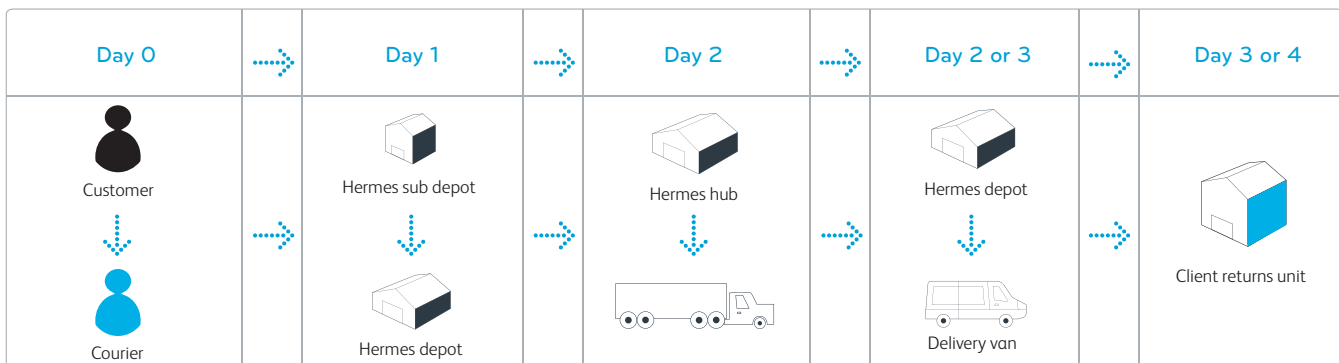 Day 0
Day 1
Day 2
Day 2 or 3
Day 3 or 4
Customer
Courier
Hermes sub depot
Hermes depot
Hermes hub
Hermes depot
Delivery van
Client returns unit